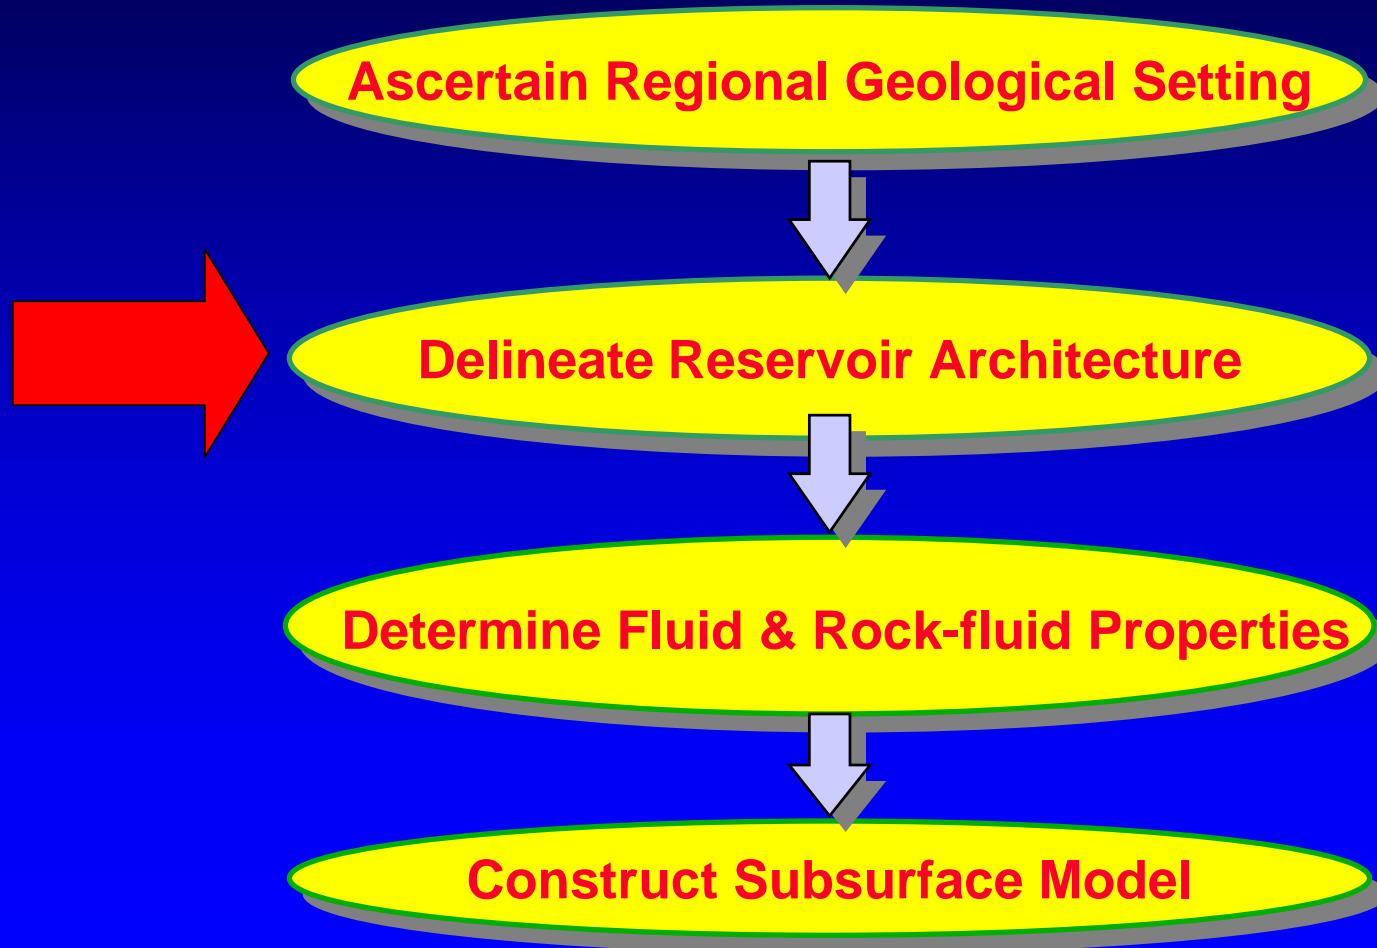 Ascertain Regional Geological Setting
Delineate Reservoir Architecture
Determine Fluid & Rock-fluid Properties
Construct Subsurface Model